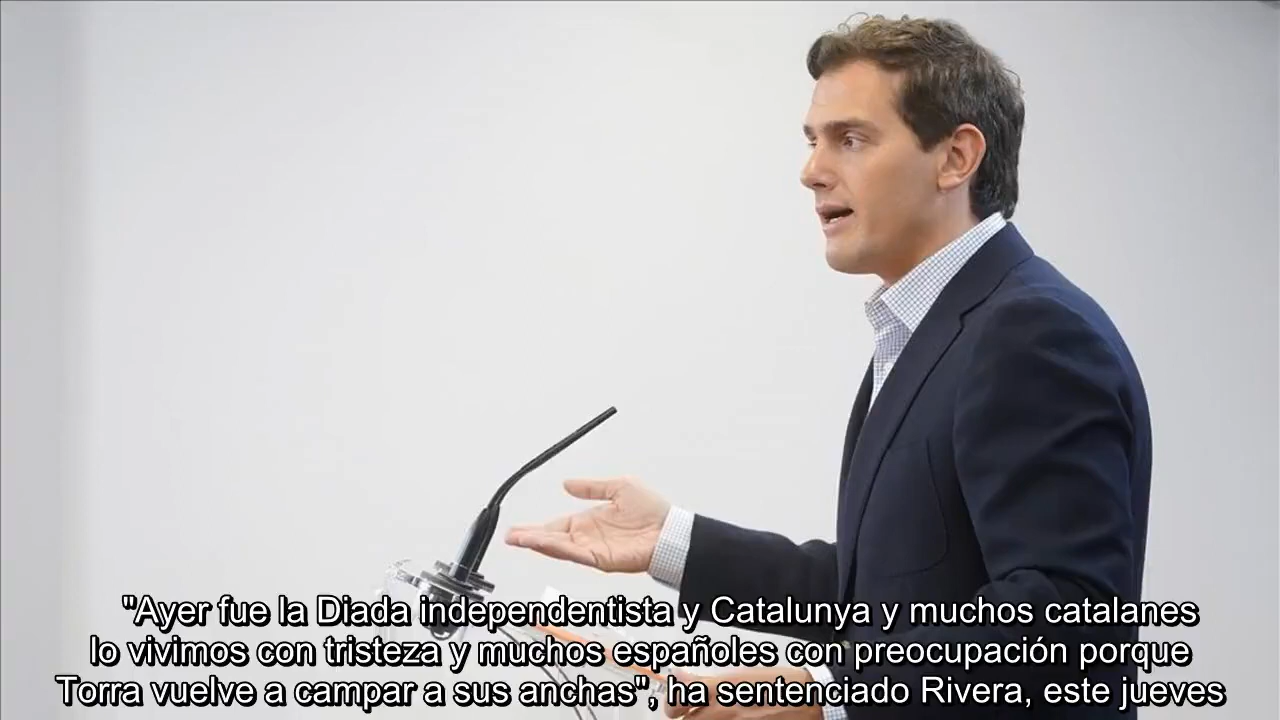 "Ayer fue la Diada independentista y Catalunya y muchos catalanes
lo vivimos con tristeza y muchos españoles con preocupación porque
Torra vuelve a campar a sus anchas", ha sentenciado Rivera, este jueves